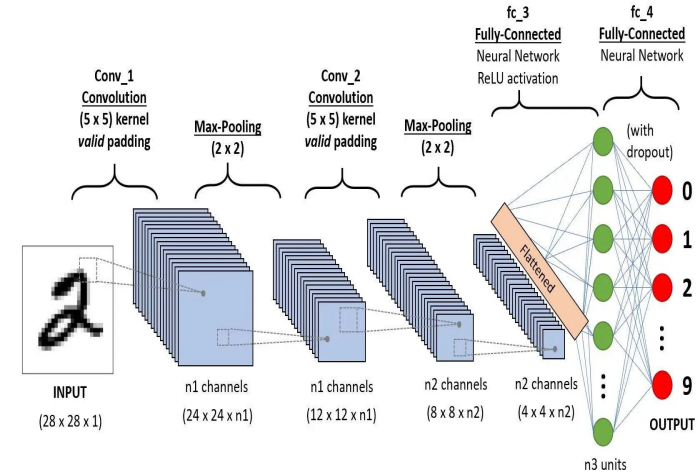 fc_3
Fully-Connected
Neural Network
ReLU activation
fc_4
Fully-Connected
Neural Network
Conv_1
Convolution
(5 x 5) kernel
valid padding
Max-Pooling
(2 x 2)
Conv_2
Convolution
(5 x 5) kernel
valid padding
Max-Pooling
(2 x 2)
(with
dropout)
Flattened
0
1
2
9
2
INPUT
(28 x 28 x 1)
n1 channels
(24 x 24 x n1)
n1 channels
(12 x 12 x n1)
n2 channels
(8 x 8 x n2)
n2 channels
(4 x 4 x n2)
OUTPUT
n3 units